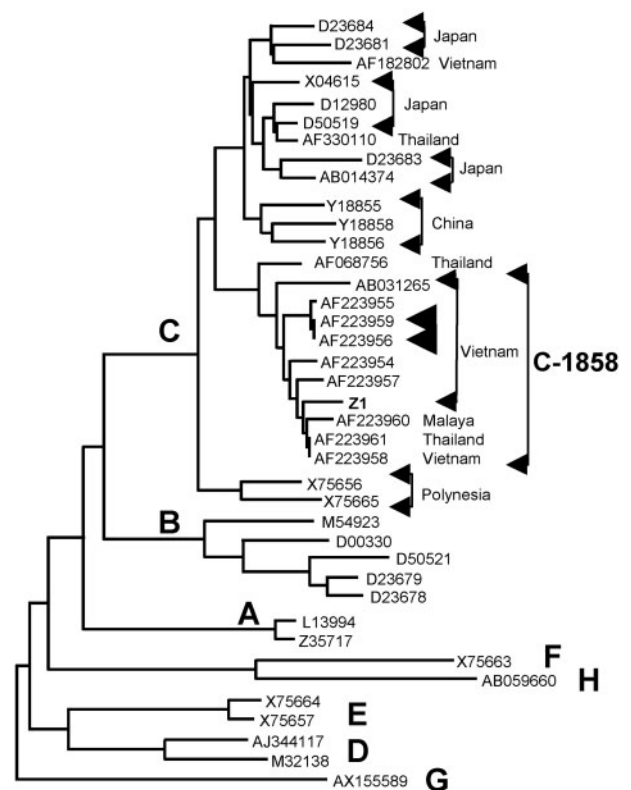 D23684
Japan
D23681
AF182802 Vietnam
X04615
D12980 Japan
D50519
AF330110 Thailand
D23683
Japan
AB014374
Y18855
Y18858 China
Y18856
AF068756 Thailand
AB031265
AF223955
AF223959
AF223956
Vietnam
C
C-1858
AF223954
AF223957
Z1
AF223960 Malaya
AF223961 Thailand
AF223958 Vietnam
X75656
Polynesia
X75665
B
M54923
D00330
D50521
D23679
D23678
A
L13994
Z35717
X75663 F
AB059660 H
X75664
X75657 E
AJ344117
D
M32138
AX155589 G